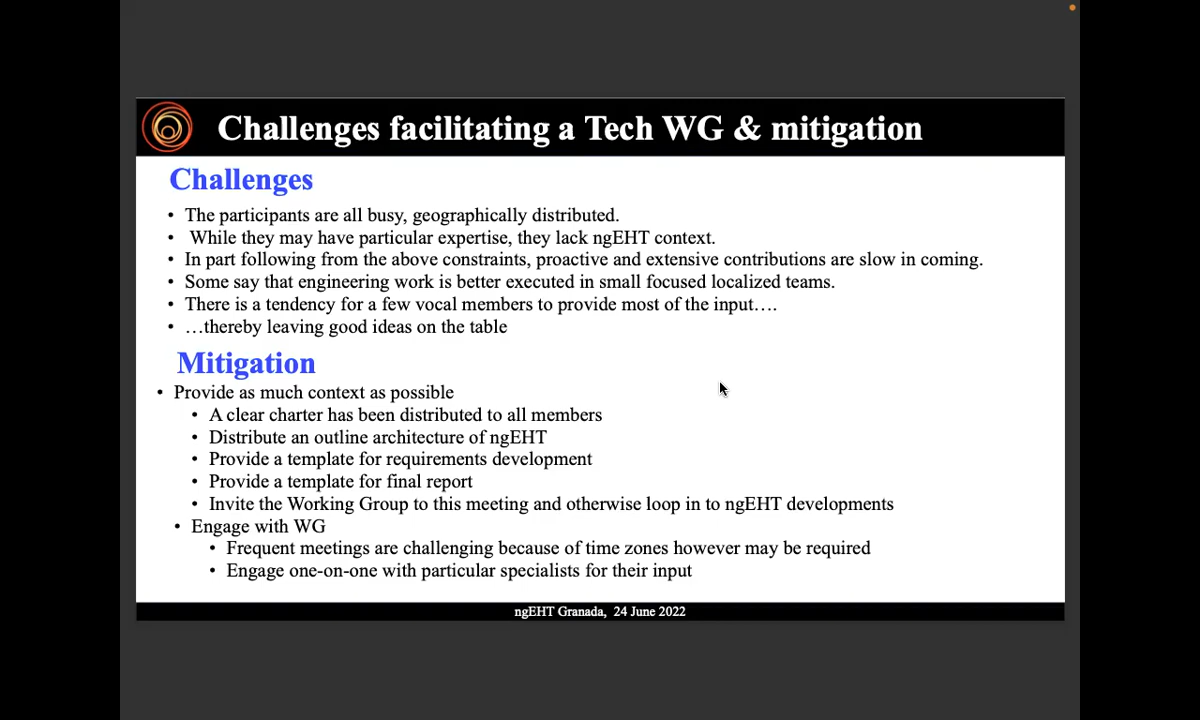 Challenges facilitating a Tech WG & mitigation
Challenges
• The participants are all busy, geographically distributed.
• While they may have particular expertise, they lack ngEHT context.
• In part following from the above constraints, proactive and extensive contributions are slow in coming.
• Some say that engineering work is better executed in small focused localized teams.
• There is a tendency for a few vocal members to provide most of the input….
• …thereby leaving good ideas on the table
Mitigation
• Provide as much context as possible
• A clear charter has been distributed to all members
• Distribute an outline architecture of ngEHT
• Provide a template for requirements development
• Provide a template for final report
• Invite the Working Group to this meeting and otherwise loop in to ngEHT developments
• Engage with WG
• Frequent meetings are challenging because of time zones however may be required
• Engage one-on-one with particular specialists for their input
ngEHT Granada, 24 June 2022